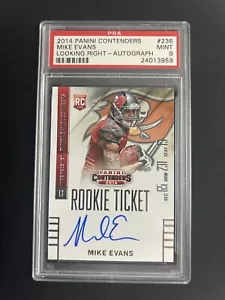 PSA
2014 PANINI CONTENDERS #236
MIKE EVANS MINT
LOOKING RIGHT - AUTOGRAPH 9
24013959
RC
PANINI
CONTENDERS
2014
ROOKIE TICKET
MIKE EVANS